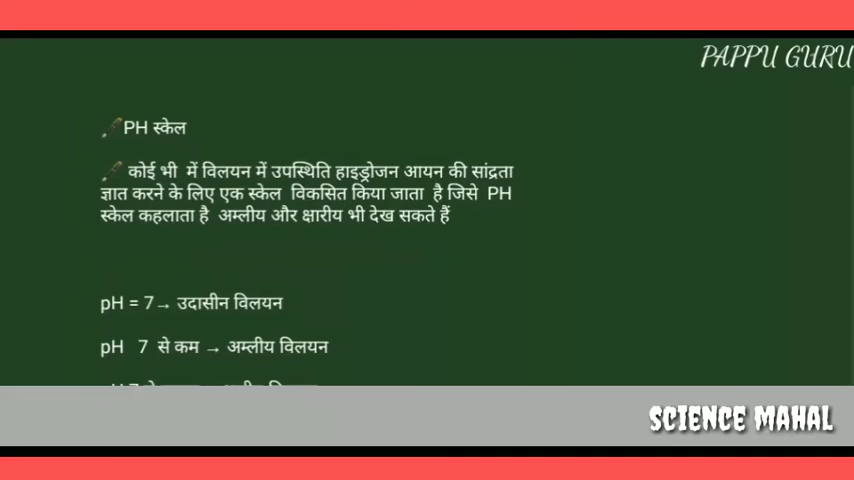 PAPPU GURU
PH स्केल
कोई भी में विलयन में उपस्थिति हाइड्रोजन आयन की सांद्रता
ज्ञात करने के लिए एक स्केल विकसित किया जाता है जिसे PH
स्केल कहलाता है अम्लीय और क्षारीय भी देख सकते हैं
pH = 7→ उदासीन विलयन
pH 7 से कम → अम्लीय विलयन
SCIENCE MAHAL